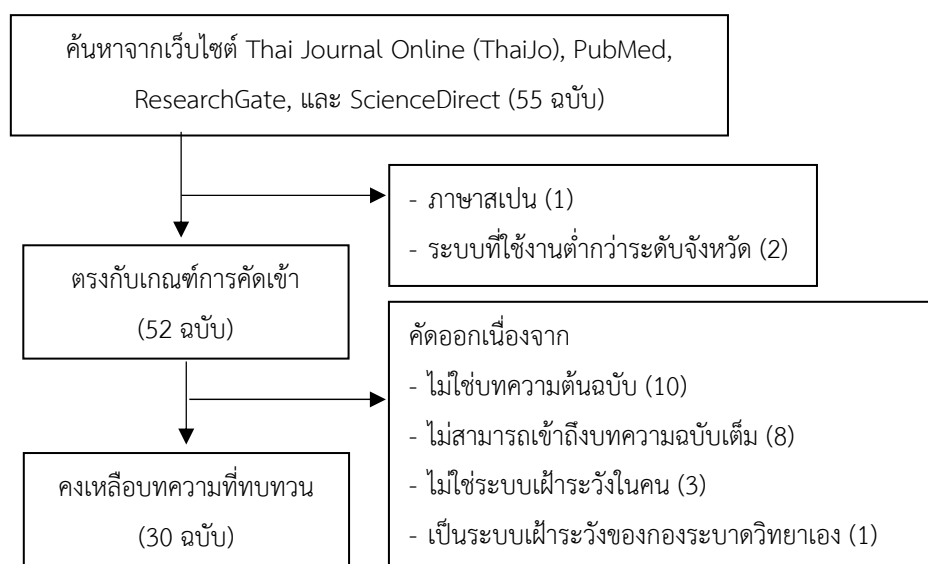 ค้นหาจากเว็บไซต์ Thai Journal Online (ThaiJo), PubMed,
ResearchGate, และ ScienceDirect (55 ฉบับ)
- ภาษาสเปน (1)
- ระบบที่ใช้งานต่ำกว่าระดับจังหวัด (2)
ตรงกับเกณฑ์การคัดเข้า
(52 ฉบับ)
คัดออกเนื่องจาก
- ไม่ใช่บทความต้นฉบับ (10)
- ไม่สามารถเข้าถึงบทความฉบับเต็ม (8)
- ไม่ใช่ระบบเฝ้าระวังในคน (3)
- เป็นระบบเฝ้าระวังของกองระบาดวิทยาเอง (1)
คงเหลือบทความที่ทบทวน
(30 ฉบับ)